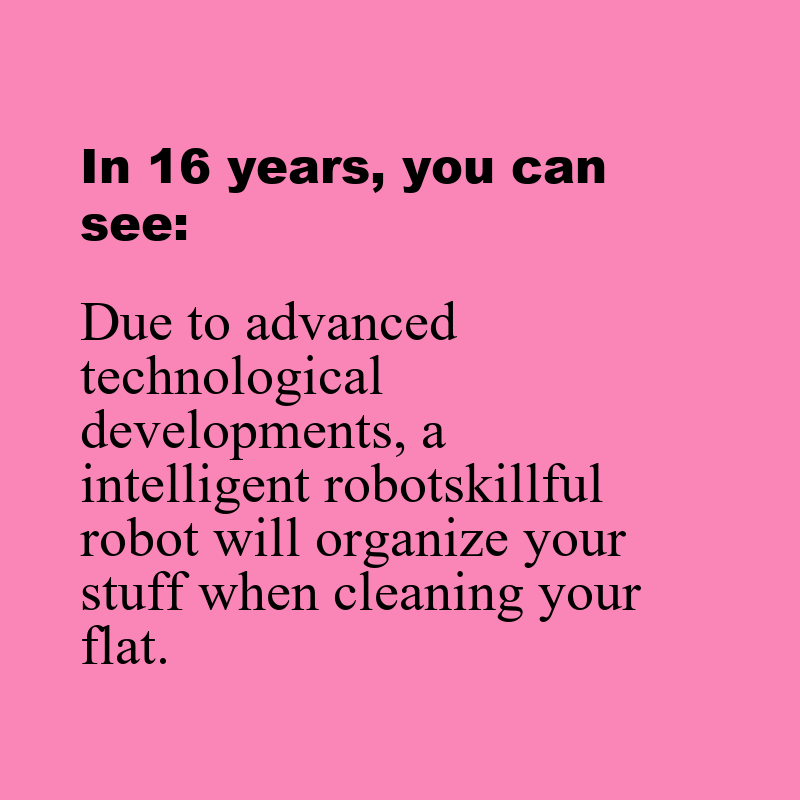 In 16 years, you can
see:
Due to advanced
technological
developments, a
intelligent robotskillful
robot will organize your
stuff when cleaning your
flat.